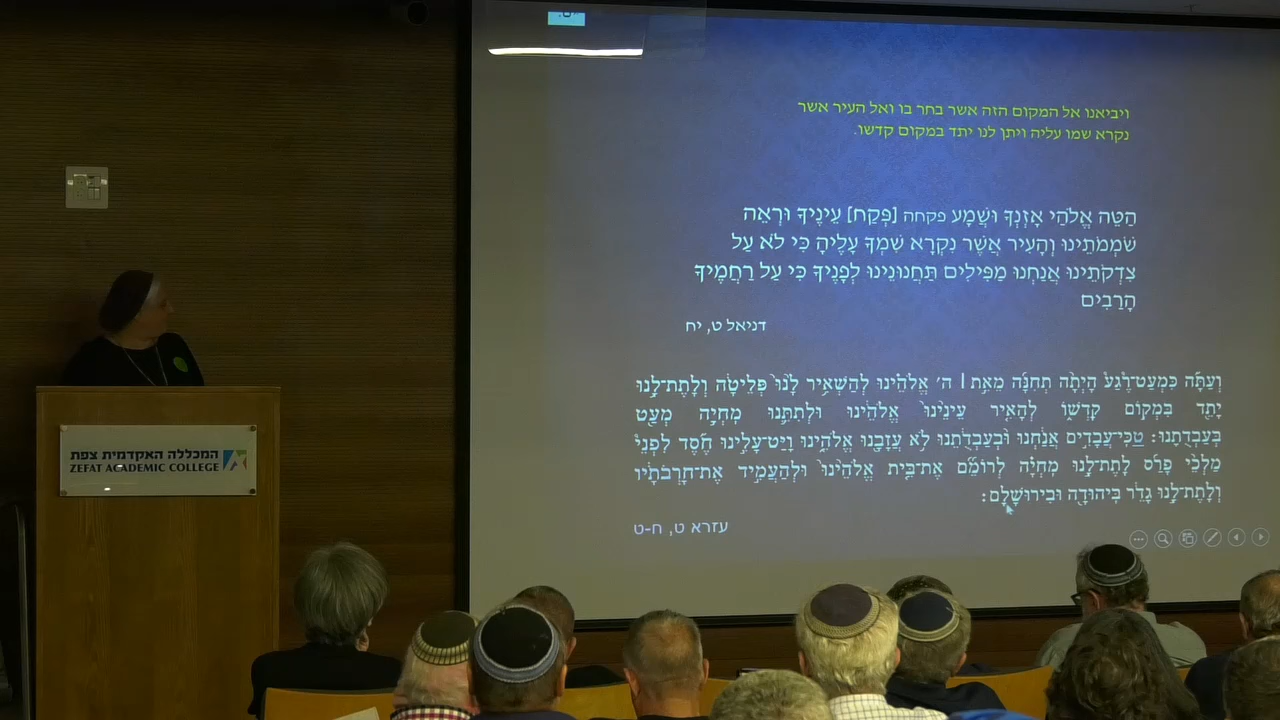 ויביאנו אל המקום הזה אשר בחר בו ואל העיר אשר
נקרא שמו עליה ויתן לנו יתד במקום קדשו.
הַטֵּה אֱלֹהַי אָזְנְךָ וּשֲׁמָע פקחה [פְּקַח] עֵינֶיךָ וּרְאֵה
שֹׁמְמֹתֵינוּ וְהָעִיר אֲשֶׁר נִקְרָא שִׁמְךָ עָלֶיהָ כִּי לֹא עַל
צִדְקֹתֵינוּ אֲנַחְנוּ מַפִּילִים תַּחֲנוּנֵינוּ לְפָנֶיךָ כִּי עַל רַחֲמֶיךָ
הָרַבִּים
דניאל ט, יח
וְעַתָּ֡ה כִּמְעַט־רֶגַע֩ הָיְתָ֨ה תְחִנָּ֜ה מֵאֵ֣ת ׀ ה' אֱלֹהֵ֗ינוּ לְהַשְׁאִ֥יר לָ֙נוּ֙ פְּלֵיטָ֔ה וְלָתֶת־לָ֥נוּ
יָתֵ֖ד בִּמְק֣וֹם קָדְשׁ֑וֹ לְהָאִ֤יר עֵינֵ֙ינוּ֙ אֱלֹהֵ֔ינוּ וּלְתִתֵּ֛נוּ מִֽחְיָ֥ה מְעַ֖ט
בְּעַבְדֻתֵֽנוּ׃ ט כִּֽי־עֲבָדִ֣ים אֲנַ֔חְנוּ וּבְעַבְדֻתֵ֔נוּ לֹ֥א עֲזָבָ֖נוּ אֱלֹהֵ֑ינוּ וַֽיַּט־עָלֵ֣ינוּ חֶ֡סֶד לִפְנֵי֩
מַלְכֵ֨י פָרַ֜ס לָתֶת־לָ֣נוּ מִֽחְיָ֗ה לְרוֹמֵ֞ם אֶת־בֵּ֤ית אֱלֹהֵ֙ינוּ֙ וּלְהַעֲמִ֣יד אֶת־חָרְבֹתָ֔יו
וְלָתֶת־לָ֣נוּ גָדֵ֔ר בִּיהוּדָ֖ה וּבִירוּשָׁלִָֽם׃
עזרא ט, ח-ט
המכללה האקדמית צפת
ZEFAT ACADEMIC COLLEGE